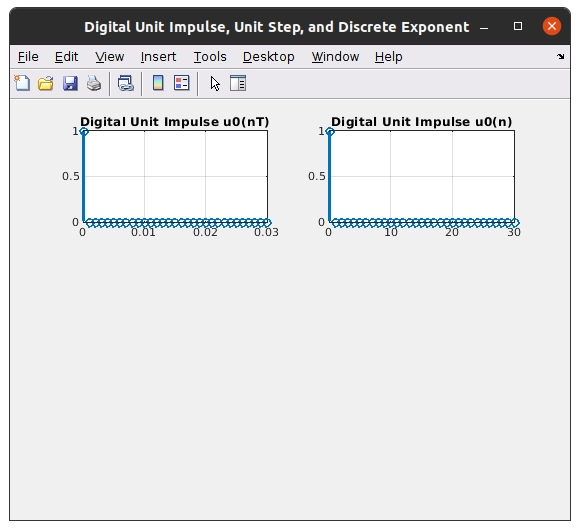 Digital Unit Impulse, Unit Step, and Discrete Exponent
File Edit View Insert Tools Desktop Window Help
Digital Unit Impulse u0(nT)
1
0.5
0
0 0.01 0.02 0.03
Digital Unit Impulse u0(n)
1
0.5
0
0 10 20 30